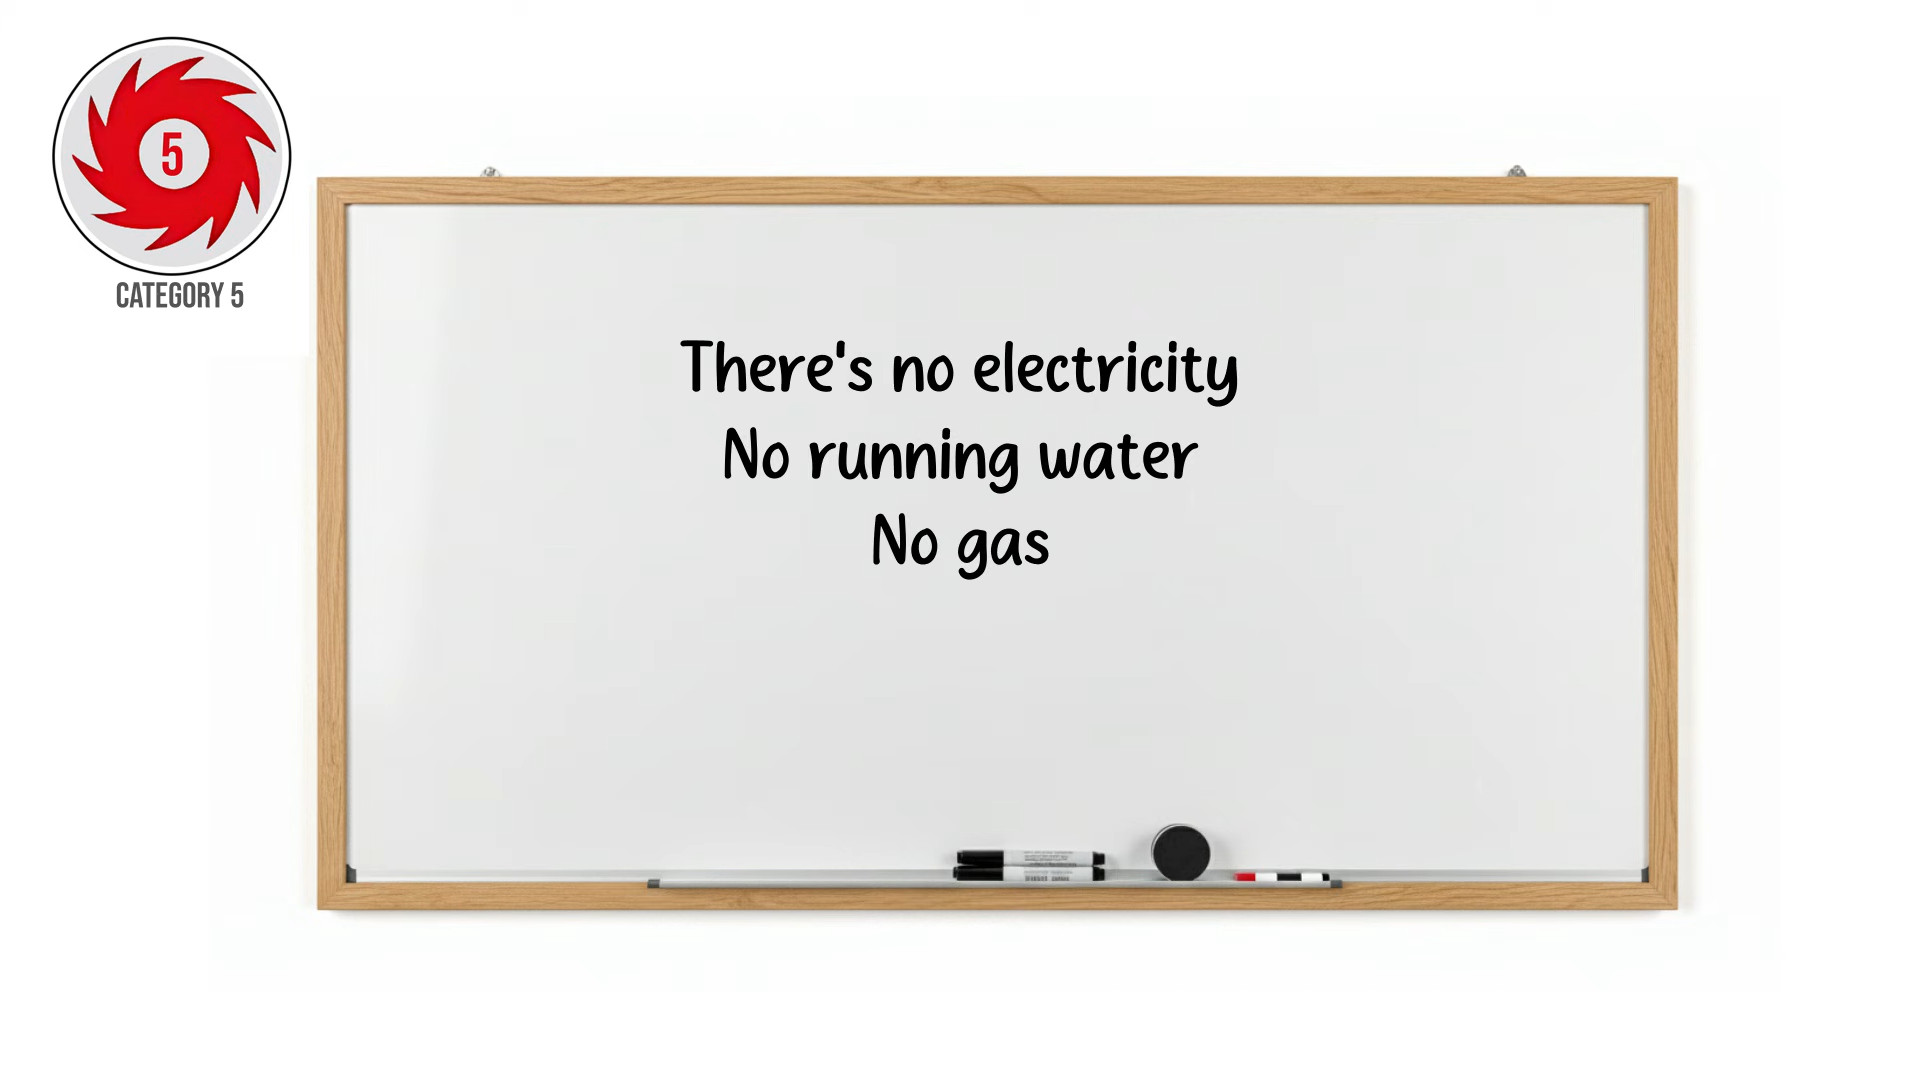 5
CATEGORY 5
There's no electricity
No running water
No gas